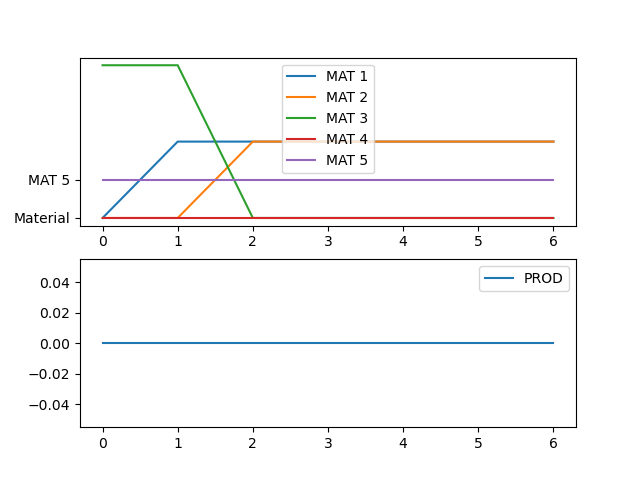 MAT 1
MAT 2
MAT 3
MAT 4
MAT 5
MAT 5
Material
0 1 2 3 4 5 6
PROD
0.04
0.02
0.00
−0.02
−0.04
0 1 2 3 4 5 6